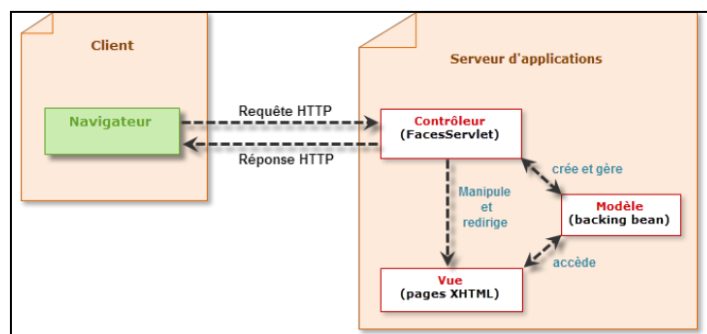 Client
Serveur d'applications
Navigateur
Requête HTTP
Réponse HTTP
Contrôleur
(FacesServlet)
crée et gère
Manipule
et
redirige
Modèle
(backing bean)
accède
Vue
(pages XHTML)